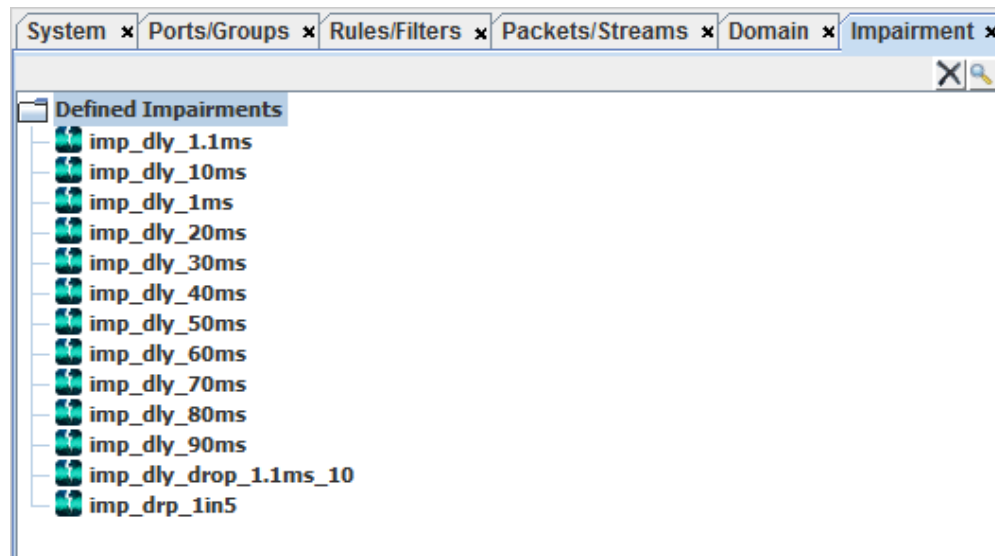 System × Ports/Groups × Rules/Filters × Packets/Streams × Domain × Impairment ×
Defined Impairments
imp_dly_1.1ms
imp_dly_10ms
imp_dly_1ms
imp_dly_20ms
imp_dly_30ms
imp_dly_40ms
imp_dly_50ms
imp_dly_60ms
imp_dly_70ms
imp_dly_80ms
imp_dly_90ms
imp_dly_drop_1.1ms_10
imp_drp_1in5